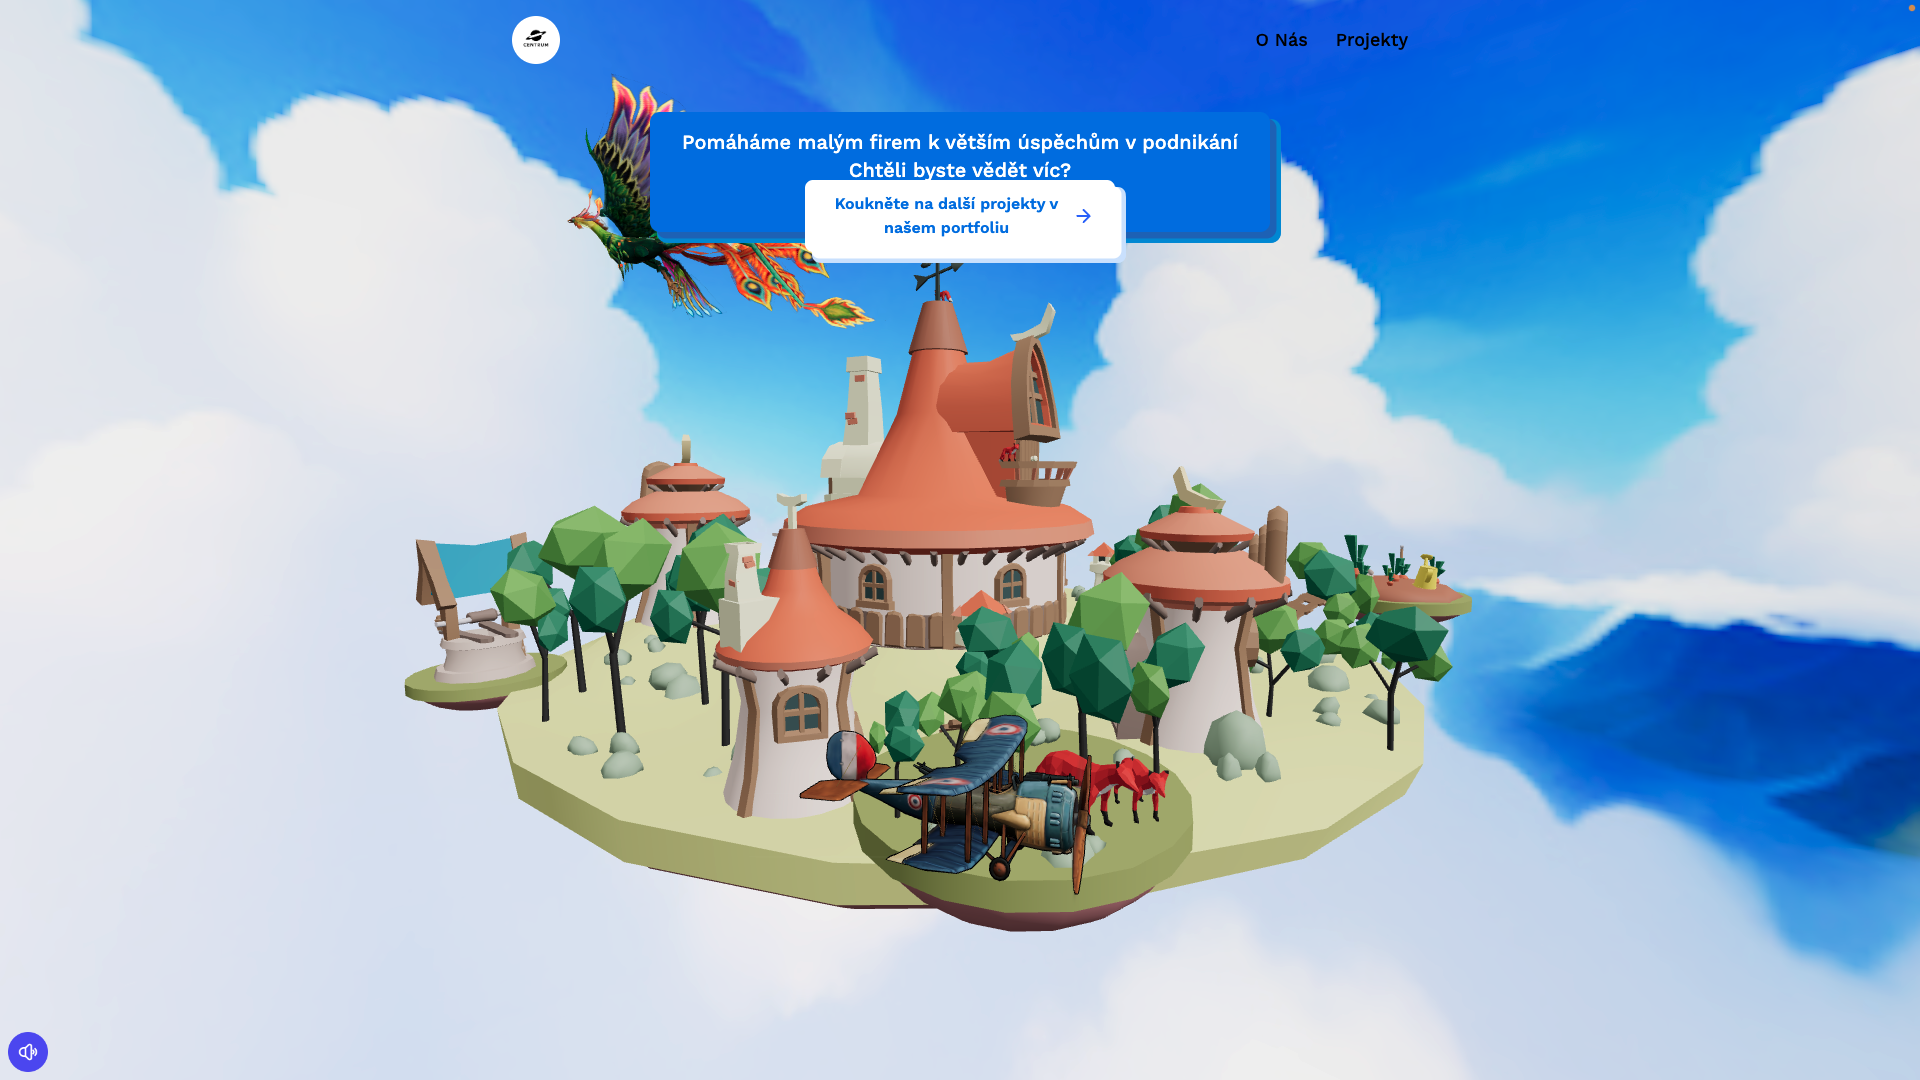 CENTRUM
O Nás
Projekty
Pomáháme malým firem k větším úspěchům v podnikání
Chtěli byste vědět víc?
Koukněte na další projekty v
našem portfoliu